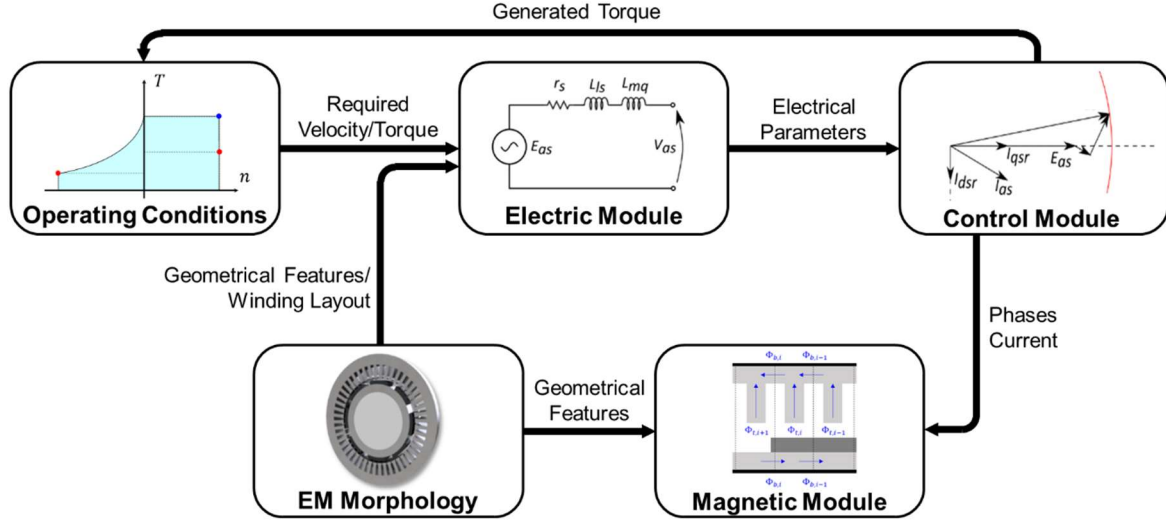 Generated Torque
T
n
Operating Conditions
Required
Velocity/Torque
r_s
L_ls
L_mq
E_as
V_as
Electric Module
Electrical
Parameters
I_qsr
E_as
I_dsr
I_as
Control Module
Geometrical Features/
Winding Layout
Phases
Current
EM Morphology
Geometrical
Features
Φ_b,i Φ_b,i−1
Φ_t,i+1 Φ_t,i Φ_t,i−1
Φ_b,i Φ_b,i−1
Magnetic Module